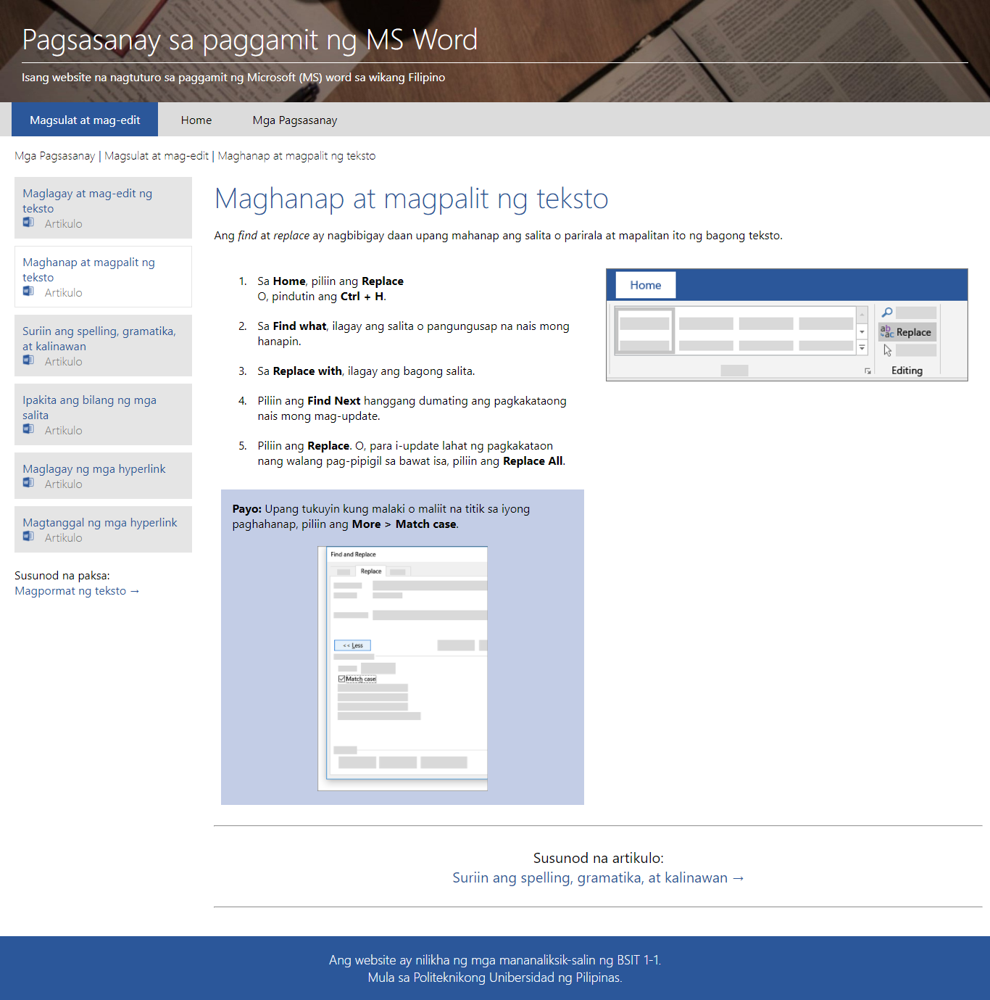 Pagsasanay sa paggamit ng MS Word
Isang website na nagtuturo sa paggamit ng Microsoft (MS) word sa wikang Filipino
Magsulat at mag-edit
Home
Mga Pagsasanay
Mga Pagsasanay | Magsulat at mag-edit | Maghanap at magpalit ng teksto
Maglagay at mag-edit ng
teksto
Artikulo
Maghanap at magpalit ng
teksto
Artikulo
Suriin ang spelling, gramatika,
at kalinawan
Artikulo
Ipakita ang bilang ng mga
salita
Artikulo
Maglagay ng mga hyperlink
Artikulo
Magtanggal ng mga hyperlink
Artikulo
Susunod na paksa:
Magpormat ng teksto →
Maghanap at magpalit ng teksto
Ang find at replace ay nagbibigay daan upang mahanap ang salita o parirala at mapalitan ito ng bagong teksto.
1. Sa Home, piliin ang Replace
O, pindutin ang Ctrl + H.
2. Sa Find what, ilagay ang salita o pangungusap na nais mong
hanapin.
3. Sa Replace with, ilagay ang bagong salita.
4. Piliin ang Find Next hanggang dumating ang pagkakataong
nais mong mag-update.
5. Piliin ang Replace. O, para i-update lahat ng pagkakataon
nang walang pag-pipigil sa bawat isa, piliin ang Replace All.
Home
ab
ac
Replace
Editing
Payo: Upang tukuyin kung malaki o maliit na titik sa iyong
paghahanap, piliin ang More > Match case.
Find and Replace
Replace
<< Less
Match case
Susunod na artikulo:
Suriin ang spelling, gramatika, at kalinawan →
Ang website ay nilikha ng mga mananaliksik-salin ng BSIT 1-1.
Mula sa Politeknikong Unibersidad ng Pilipinas.